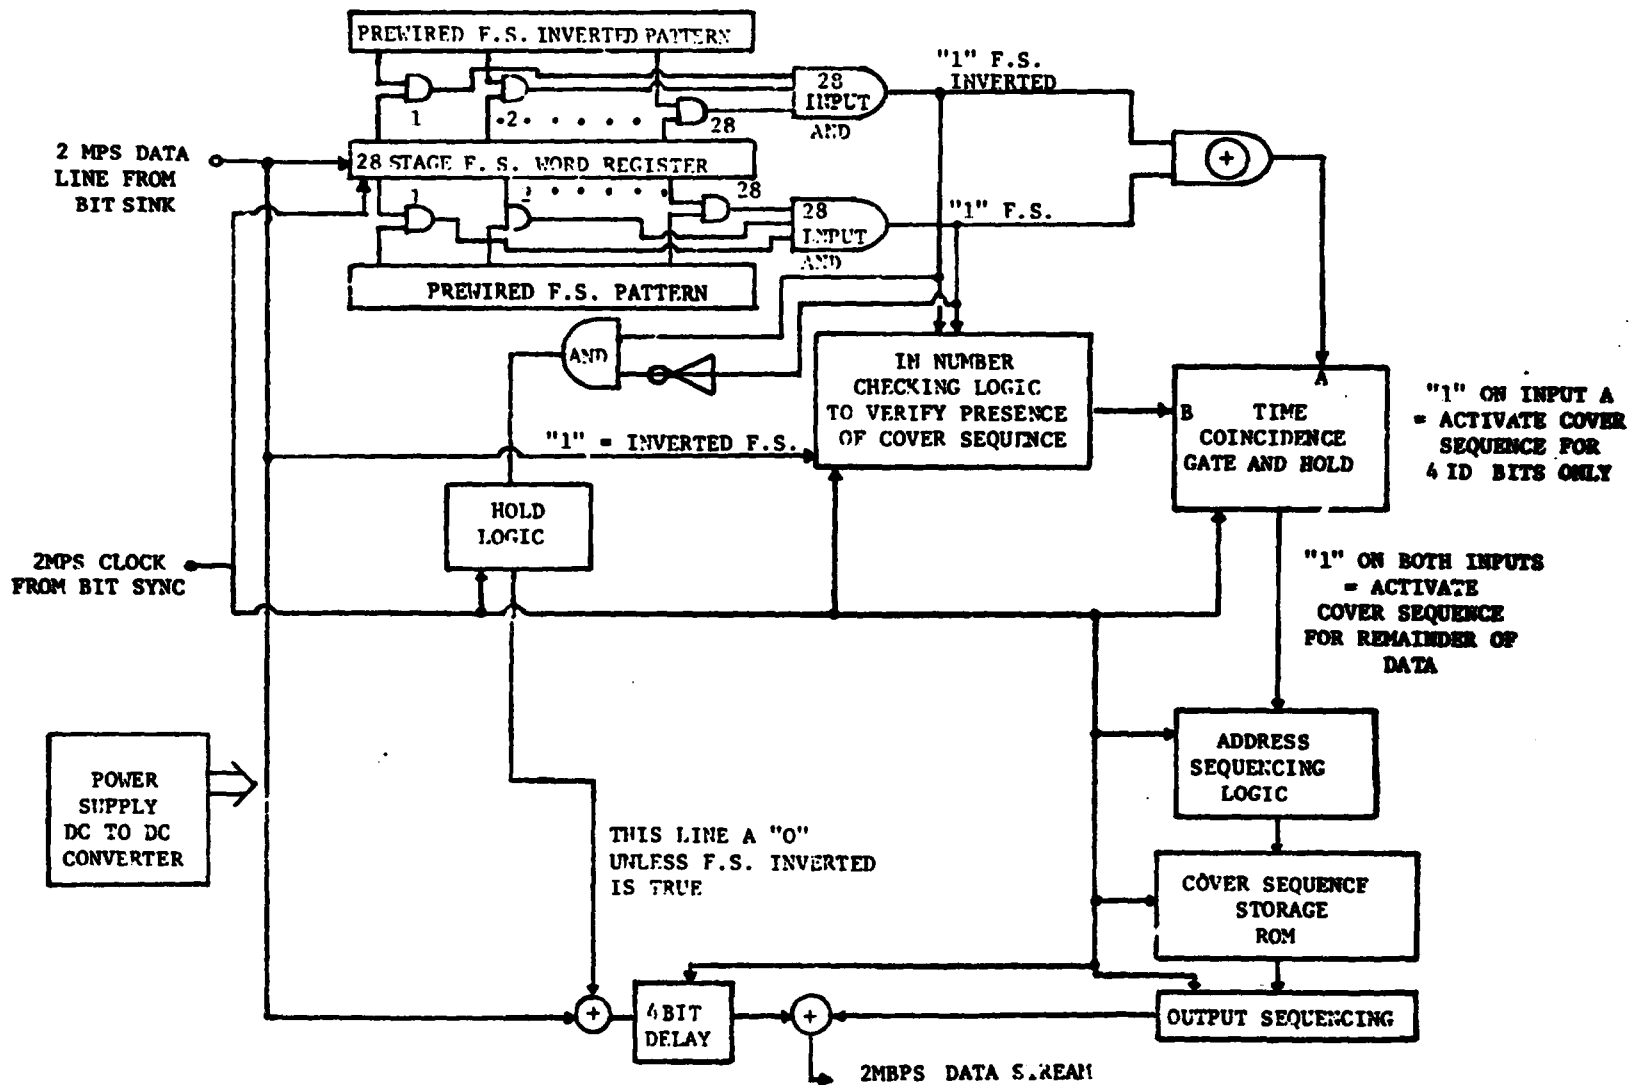 PREWIRED F.S. INVERTED PATTERN
1
2
28
28 INPUT
AND
"1" F.S.
INVERTED
2 MPS DATA
LINE FROM
BIT SINK
28 STAGE F.S. WORD REGISTER
1
2
28
28
INPUT
AND
"1" F.S.
+
PREWIRED F.S. PATTERN
AND
IN NUMBER
CHECKING LOGIC
TO VERIFY PRESENCE
OF COVER SEQUENCE
"1" = INVERTED F.S.
A
B
TIME
COINCIDENCE
GATE AND HOLD
"1" ON INPUT A
= ACTIVATE COVER
SEQUENCE FOR
4 ID BITS ONLY
HOLD
LOGIC
2MPS CLOCK
FROM BIT SYNC
"1" ON BOTH INPUTS
= ACTIVATE
COVER SEQUENCE
FOR REMAINDER OF
DATA
POWER
SUPPLY
DC TO DC
CONVERTER
ADDRESS
SEQUENCING
LOGIC
THIS LINE A "0"
UNLESS F.S. INVERTED
IS TRUE
COVER SEQUENCE
STORAGE
ROM
+
4 BIT
DELAY
+
OUTPUT SEQUENCING
2MBPS DATA STREAM